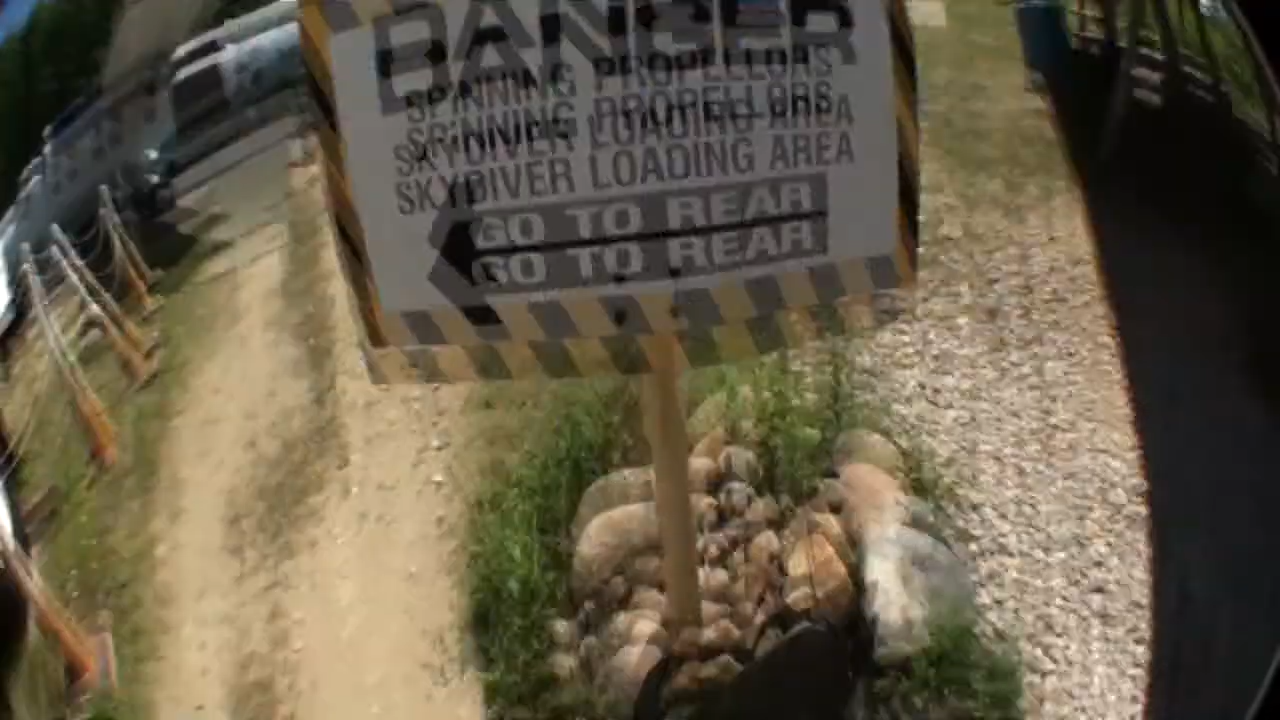 DANGER
SPINNING PROPELLORS
SKYDIVER LOADING AREA
GO TO REAR